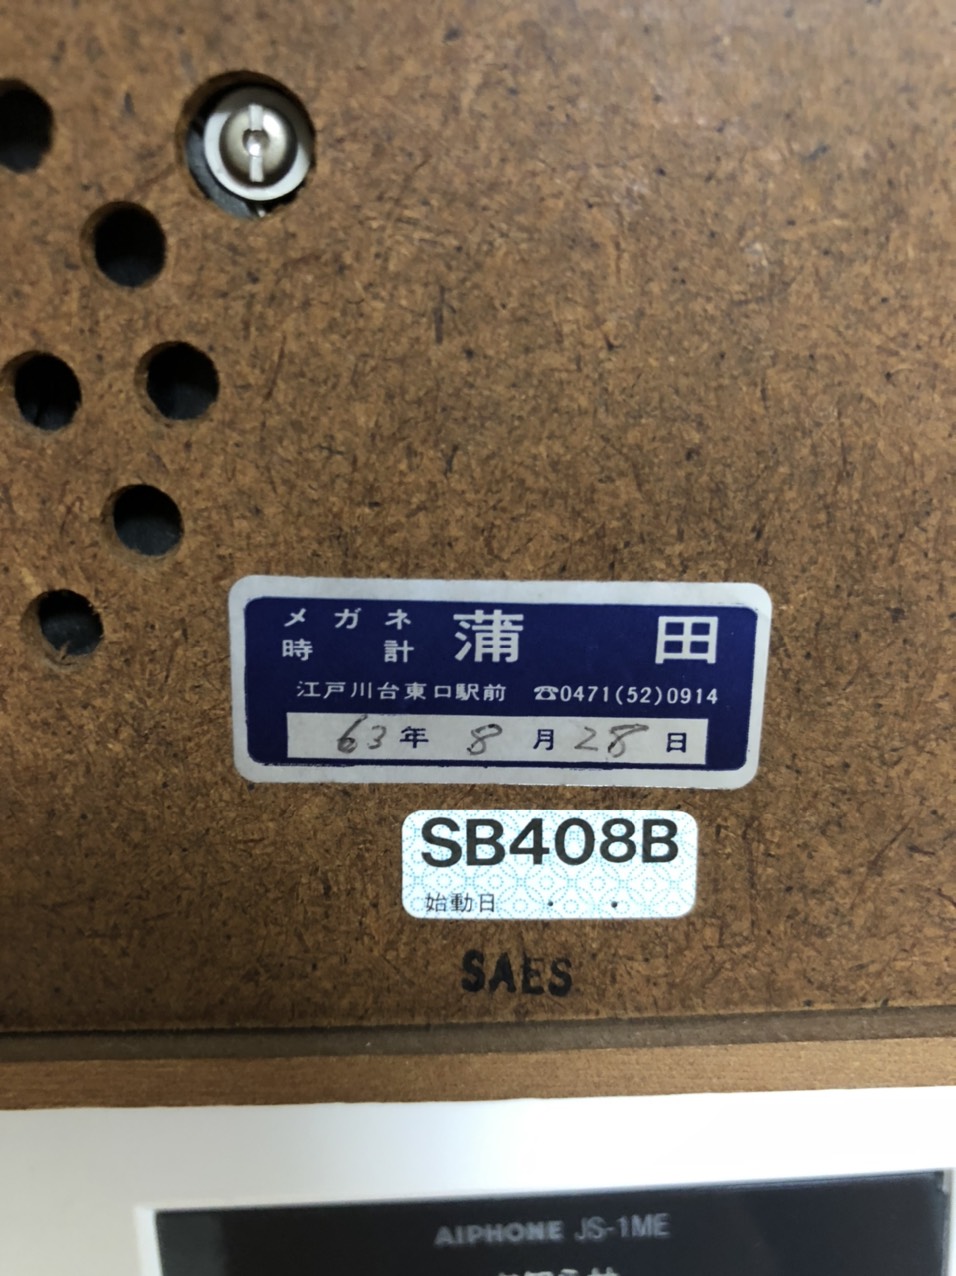 メガネ
時計
蒲田
江戸川台東口駅前 ☎0471(52)0914
63年 8月28日
SB408B
始動日 ・ ・
SAES
AIPHONE JS-1ME